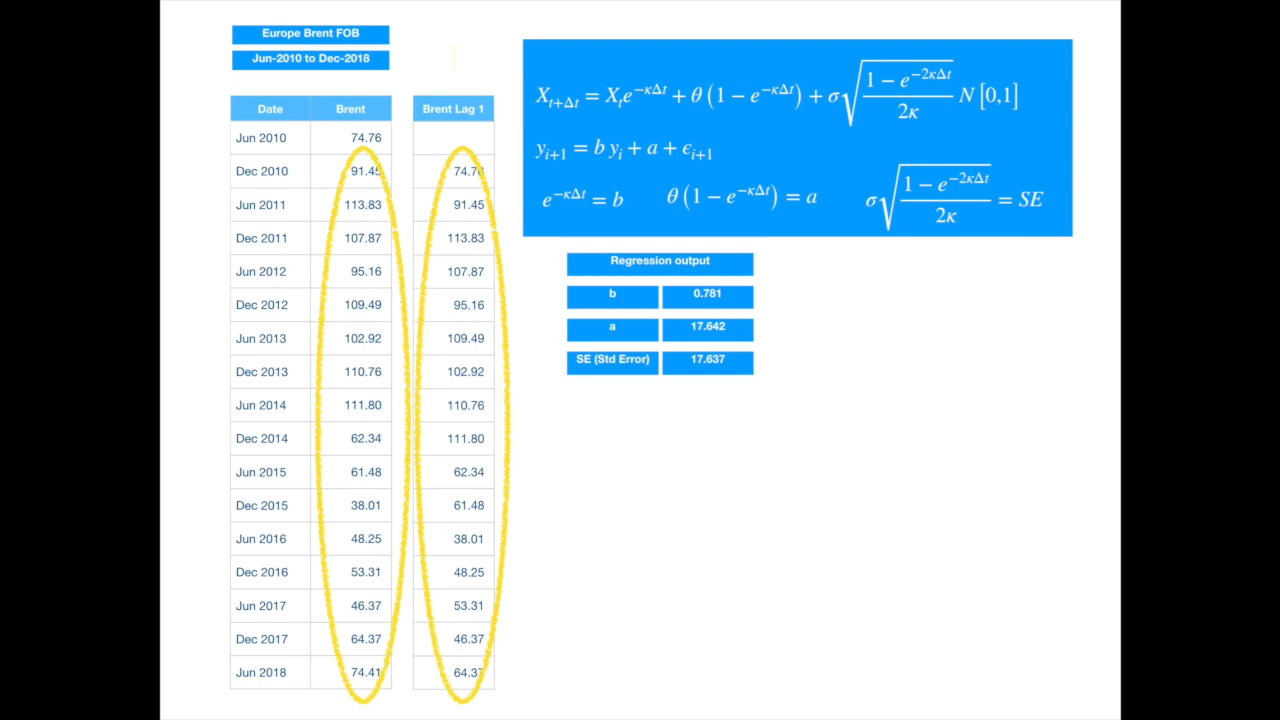 Europe Brent FOB
Jun-2010 to Dec-2018
Date Brent Brent Lag 1
Jun 2010 74.76
Dec 2010 91.45 74.76
Jun 2011 113.83 91.45
Dec 2011 107.87 113.83
Jun 2012 95.16 107.87
Dec 2012 109.49 95.16
Jun 2013 102.92 109.49
Dec 2013 110.76 102.92
Jun 2014 111.80 110.76
Dec 2014 62.34 111.80
Jun 2015 61.48 62.34
Dec 2015 38.01 61.48
Jun 2016 48.25 38.01
Dec 2016 53.31 48.25
Jun 2017 46.37 53.31
Dec 2017 64.37 46.37
Jun 2018 74.41 64.37
X_{t+Δt} = X_t e^{−κΔt} + θ (1 − e^{−κΔt}) + σ √((1 − e^{−2κΔt}) / 2κ) N [0,1]
y_{i+1} = b y_i + a + ϵ_{i+1}
e^{−κΔt} = b θ (1 − e^{−κΔt}) = a σ √((1 − e^{−2κΔt}) / 2κ) = SE
Regression output
b 0.781
a 17.642
SE (Std Error) 17.637